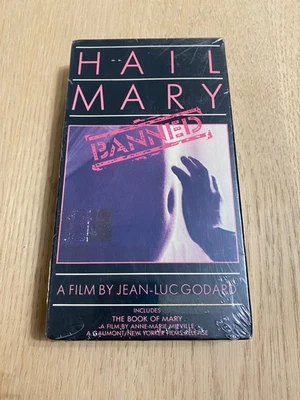 HAIL
MARY
BANNED
A FILM BY JEAN-LUC GODARD
INCLUDES
THE BOOK OF MARY
A FILM BY ANNE-MARIE MIEVILLE
A GAUMONT/NEW YORKER FILMS RELEASE